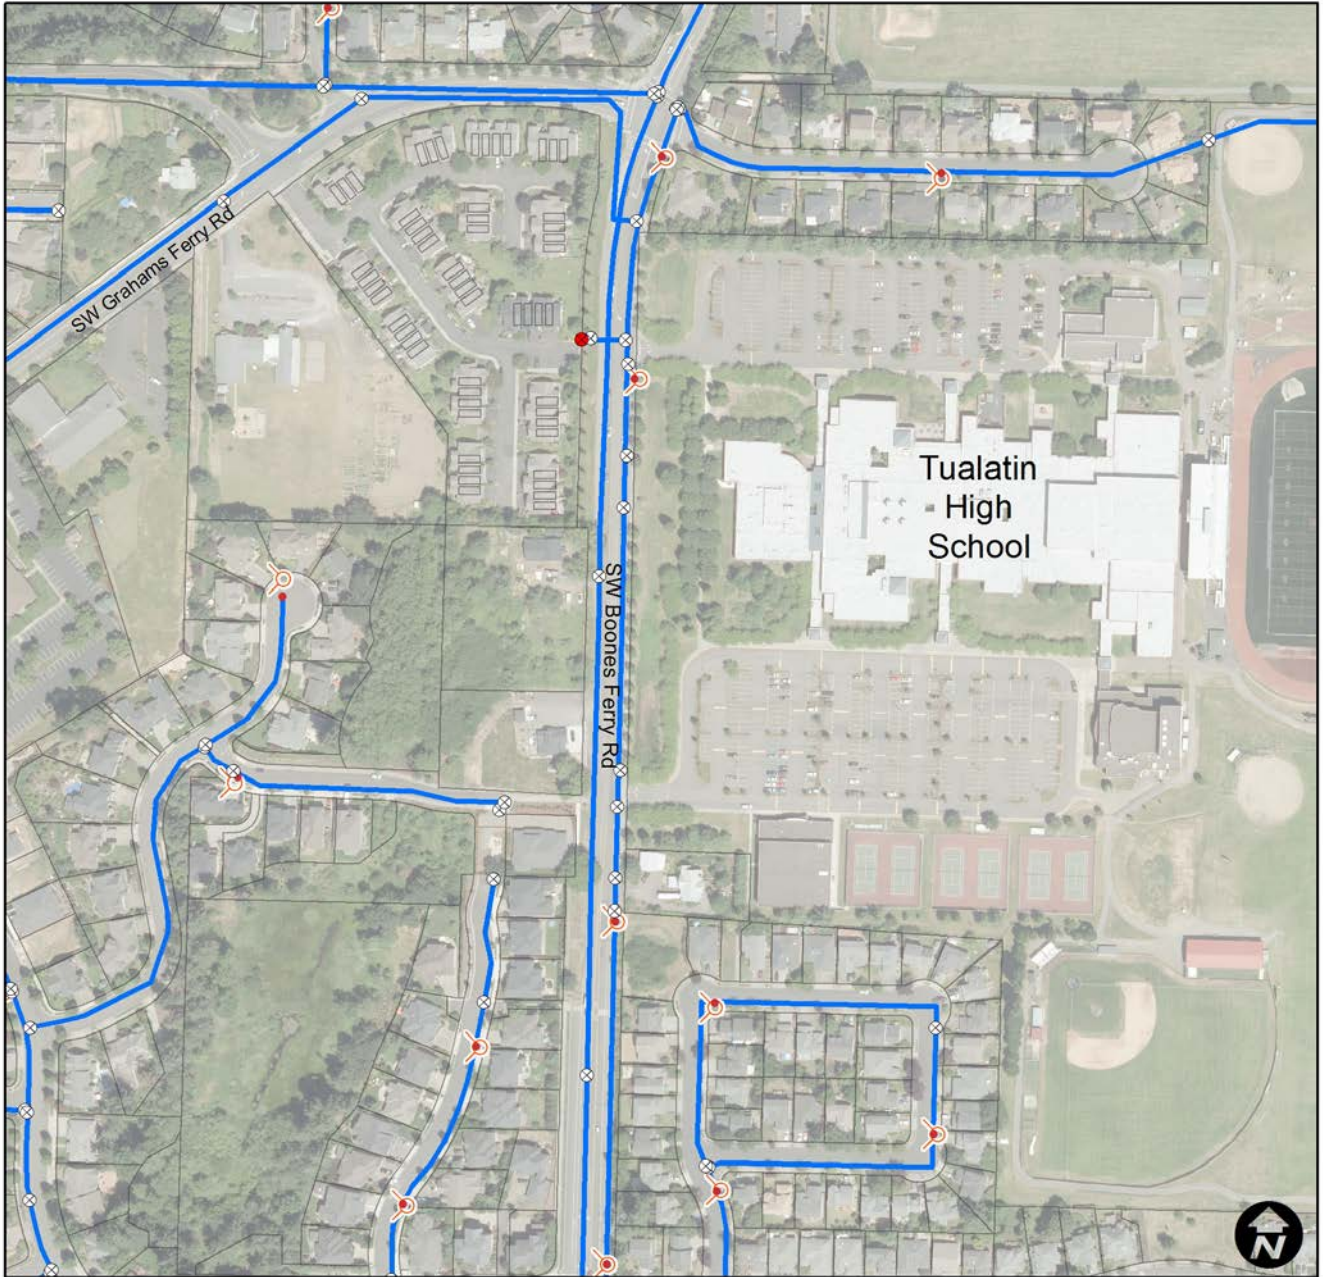 SW Grahams Ferry Rd
Tualatin
High
School
SW Boones Ferry Rd
N